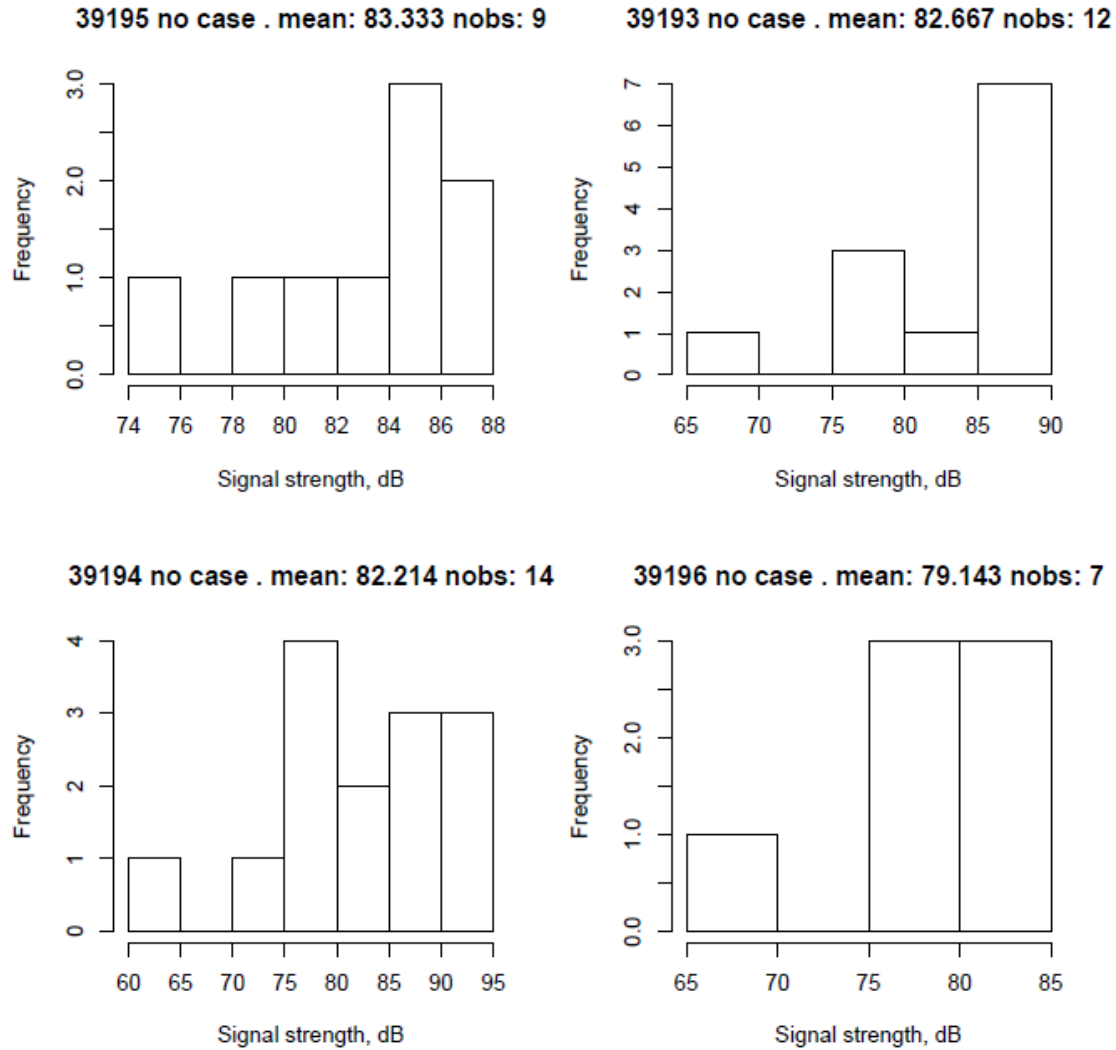 39195 no case . mean: 83.333 nobs: 9
Frequency
3.0
2.0
1.0
0.0
74 76 78 80 82 84 86 88
Signal strength, dB
39193 no case . mean: 82.667 nobs: 12
Frequency
7
6
5
4
3
2
1
0
65 70 75 80 85 90
Signal strength, dB
39194 no case . mean: 82.214 nobs: 14
Frequency
4
3
2
1
0
60 65 70 75 80 85 90 95
Signal strength, dB
39196 no case . mean: 79.143 nobs: 7
Frequency
3.0
2.0
1.0
0.0
65 70 75 80 85
Signal strength, dB